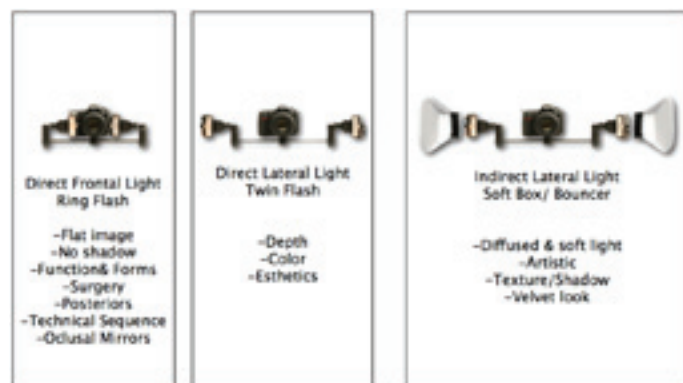 Direct Frontal Light
Ring Flash
-Flat image
-No shadow
-Function& Forms
-Surgery
-Posteriors
-Technical Sequence
-Oclusal Mirrors
Direct Lateral Light
Twin Flash
-Depth
-Color
-Esthetics
Indirect Lateral Light
Soft Box/ Bouncer
-Diffused & soft light
-Artistic
-Texture/Shadow
-Velvet look